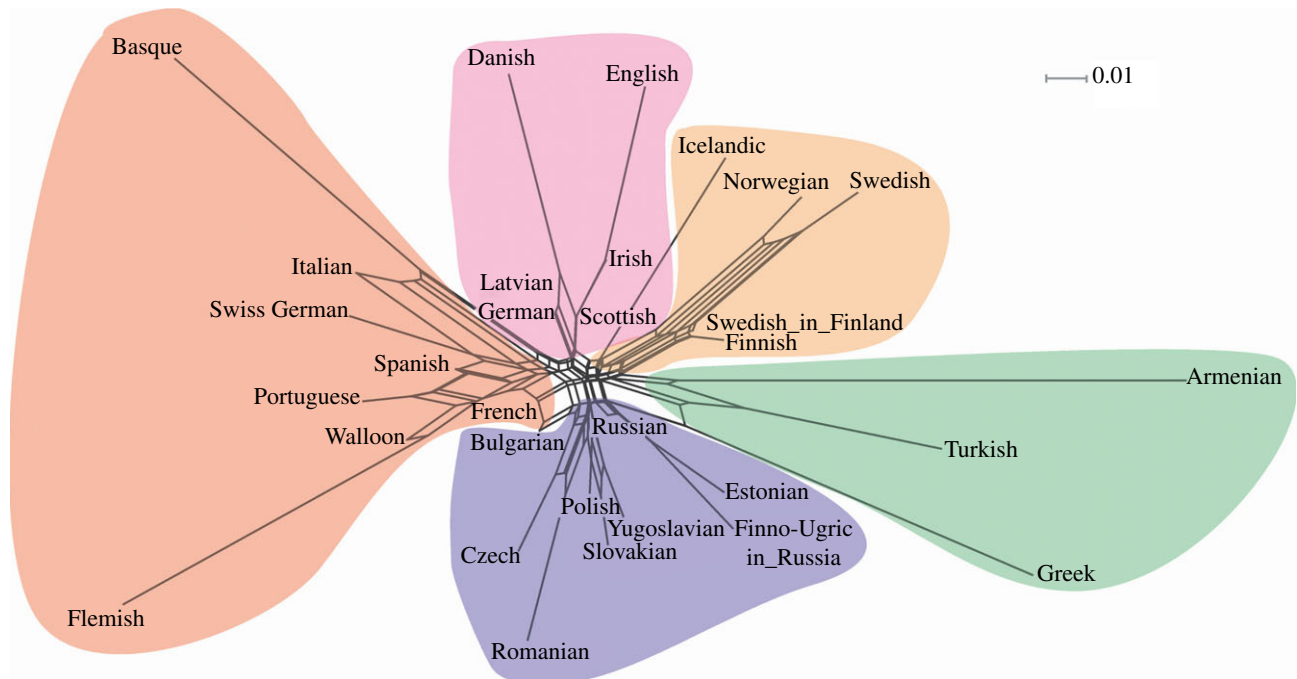 Basque
Danish
English
0.01
Icelandic
Norwegian
Swedish
Italian
Irish
Latvian
German
Swiss German
Scottish
Swedish_in_Finland
Finnish
Spanish
Armenian
Portuguese
French
Walloon
Bulgarian
Russian
Turkish
Estonian
Polish
Yugoslavian
Finno-Ugric
in_Russia
Slovakian
Czech
Greek
Flemish
Romanian